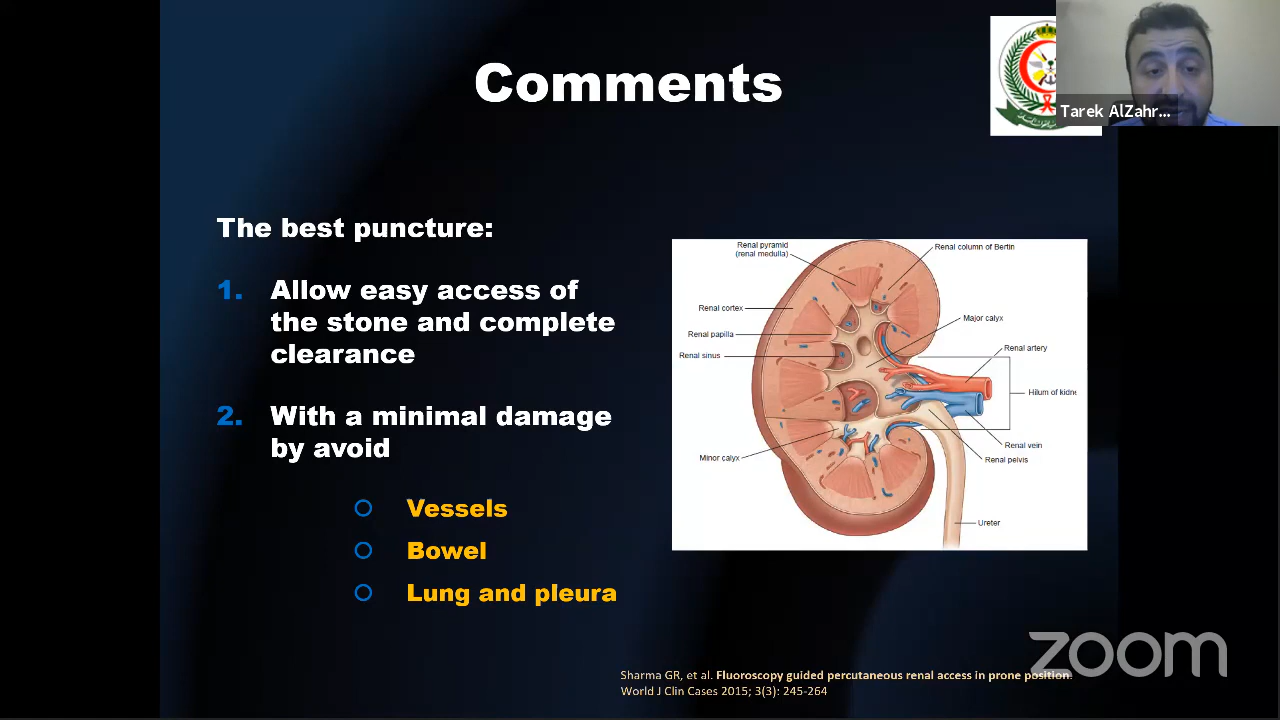 Comments
Tarek AlZahr...
The best puncture:
1. Allow easy access of
the stone and complete
clearance
2. With a minimal damage
by avoid
Vessels
Bowel
Lung and pleura
Renal pyramid
(renal medulla)
Renal column of Bertin
Renal cortex
Major calyx
Renal papilla
Renal artery
Renal sinus
Hilum of kidne
Renal vein
Minor calyx
Renal pelvis
Ureter
zoom
Sharma GR, et al. Fluoroscopy guided percutaneous renal access in prone position.
World J Clin Cases 2015; 3(3): 245-264